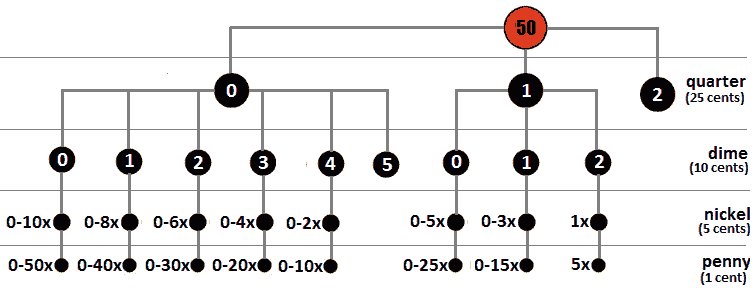 50
0 1 2 quarter
(25 cents)
0 1 2 3 4 5 0 1 2 dime
(10 cents)
0-10x 0-8x 0-6x 0-4x 0-2x 0-5x 0-3x 1x nickel
(5 cents)
0-50x 0-40x 0-30x 0-20x 0-10x 0-25x 0-15x 5x penny
(1 cent)